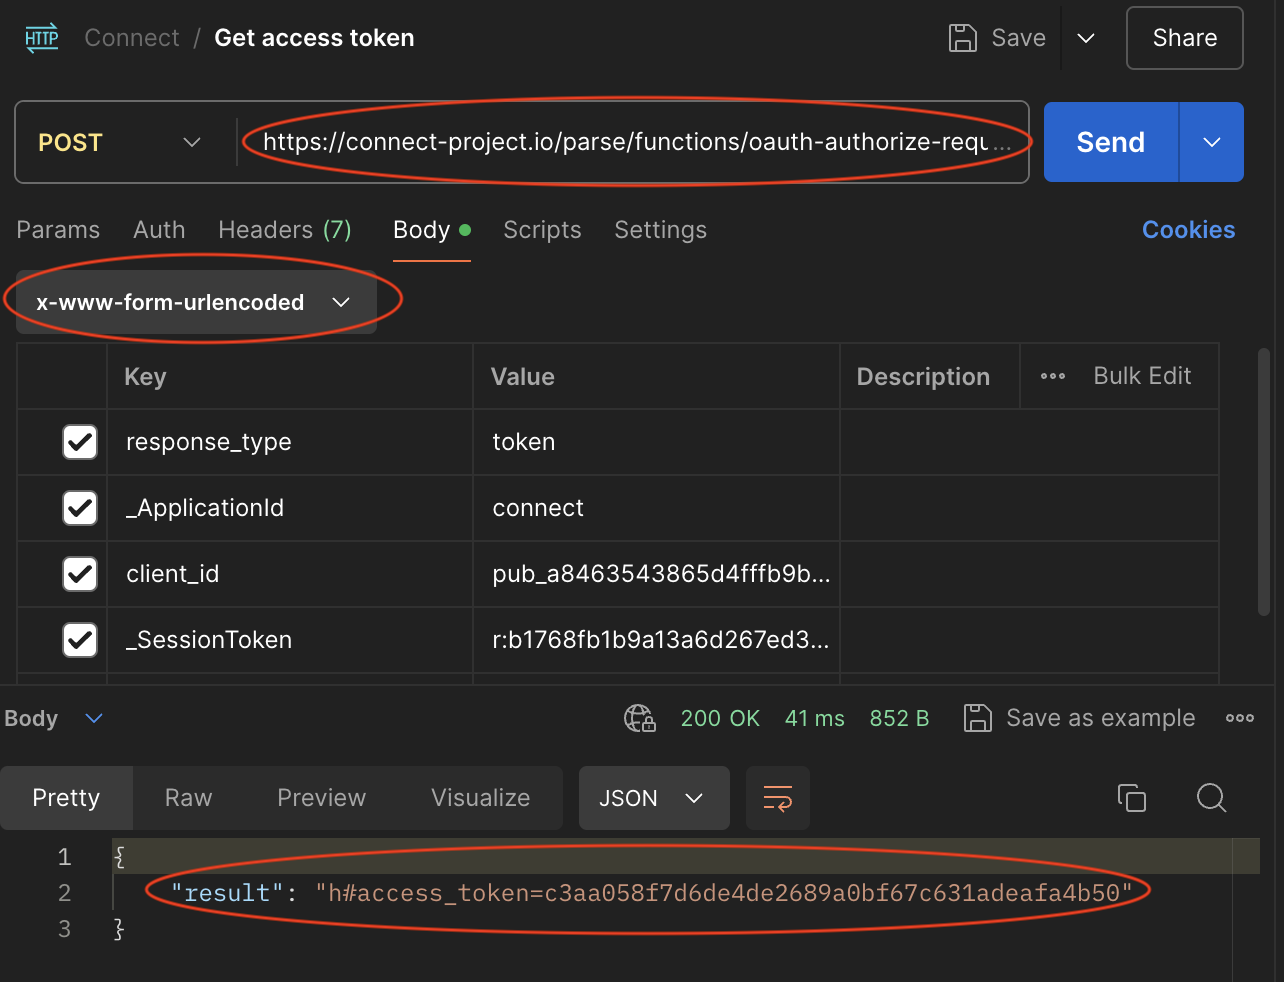 HTTP Connect / Get access token Save Share
POST https://connect-project.io/parse/functions/oauth-authorize-requ... Send
Params Auth Headers (7) Body Scripts Settings Cookies
x-www-form-urlencoded
Key Value Description Bulk Edit
response_type token
_ApplicationId connect
client_id pub_a8463543865d4fffb9b...
_SessionToken r:b1768fb1b9a13a6d267ed3...
Body 200 OK 41 ms 852 B Save as example
Pretty Raw Preview Visualize JSON
1 {
2 "result": "h#access_token=c3aa058f7d6de4de2689a0bf67c631adeafa4b50"
3 }